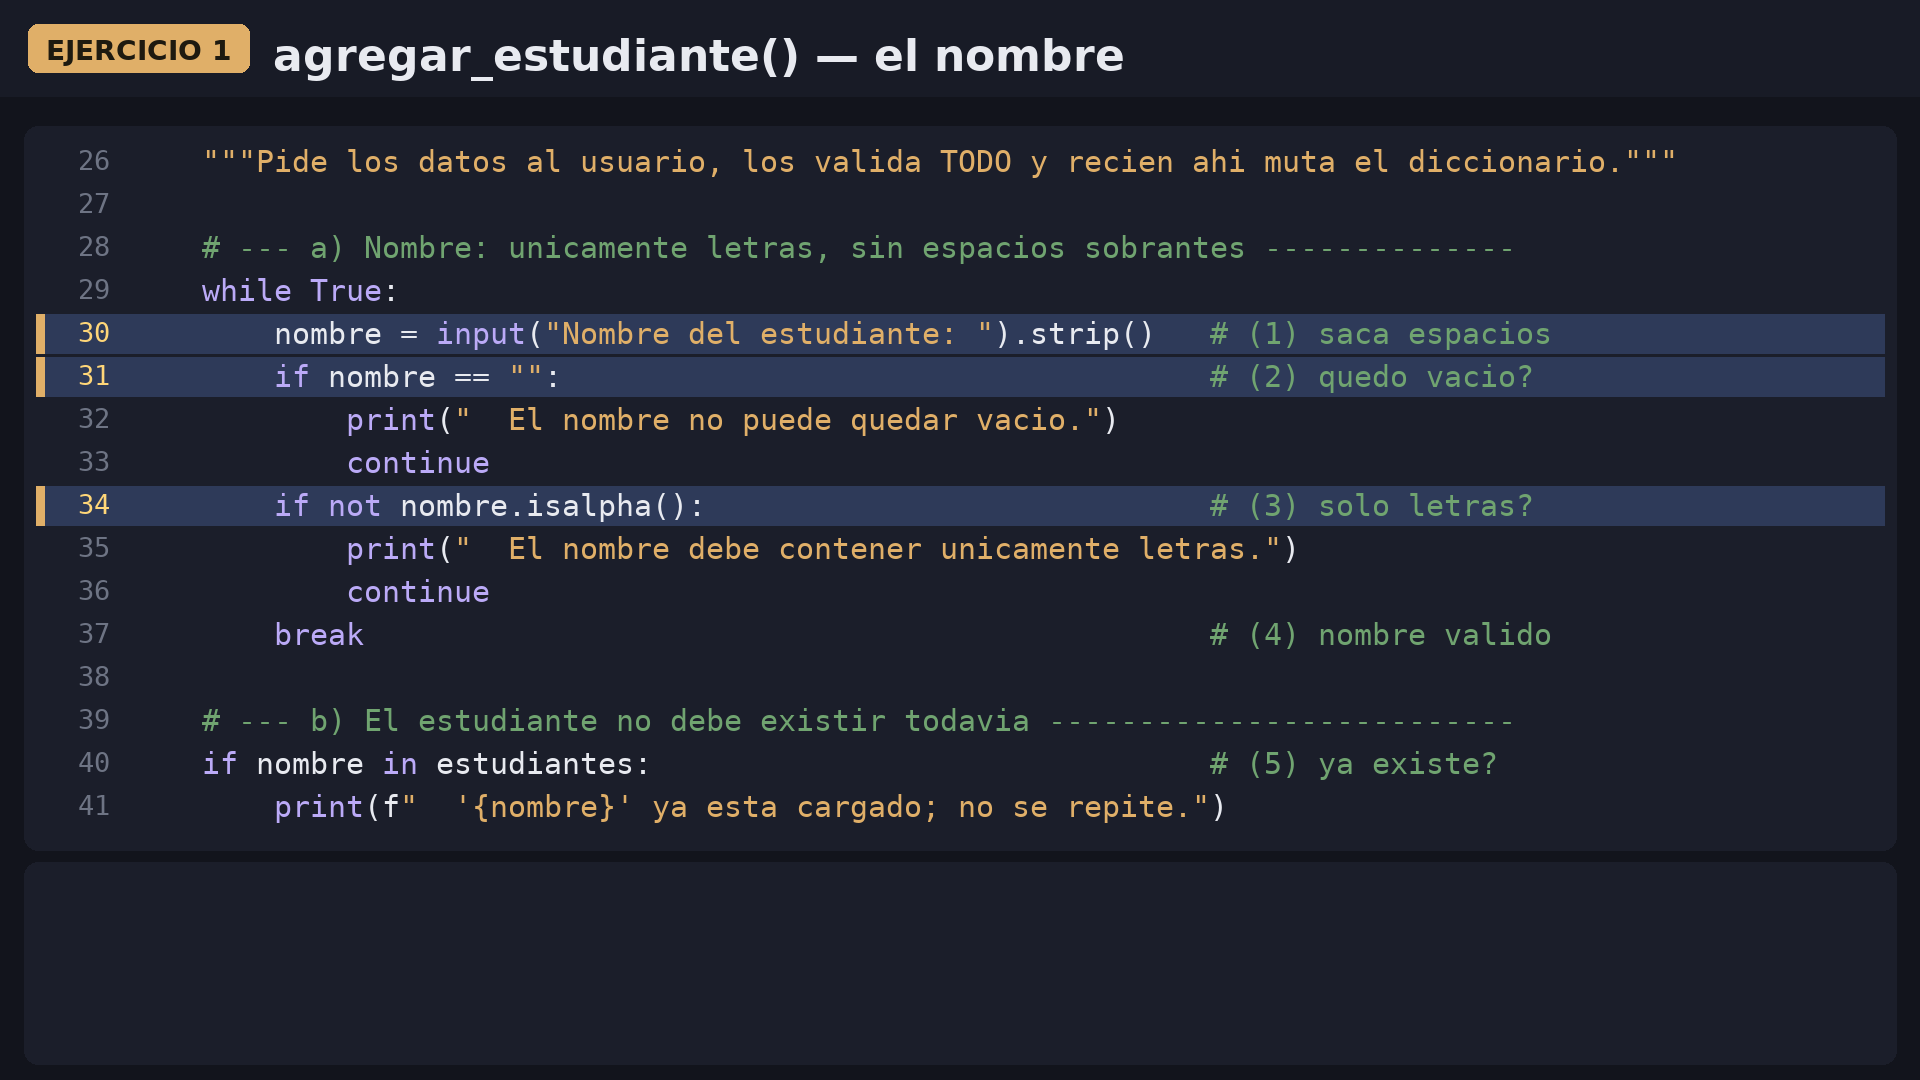 EJERCICIO 1 agregar_estudiante() — el nombre
26     """Pide los datos al usuario, los valida TODO y recien ahi muta el diccionario."""
27
28     # --- a) Nombre: unicamente letras, sin espacios sobrantes --------------
29     while True:
30         nombre = input("Nombre del estudiante: ").strip()   # (1) saca espacios
31         if nombre == "":                                    # (2) quedo vacio?
32             print("  El nombre no puede quedar vacio.")
33             continue
34         if not nombre.isalpha():                            # (3) solo letras?
35             print("  El nombre debe contener unicamente letras.")
36             continue
37         break                                               # (4) nombre valido
38
39     # --- b) El estudiante no debe existir todavia --------------------------
40     if nombre in estudiantes:                               # (5) ya existe?
41         print(f"  '{nombre}' ya esta cargado; no se repite.")